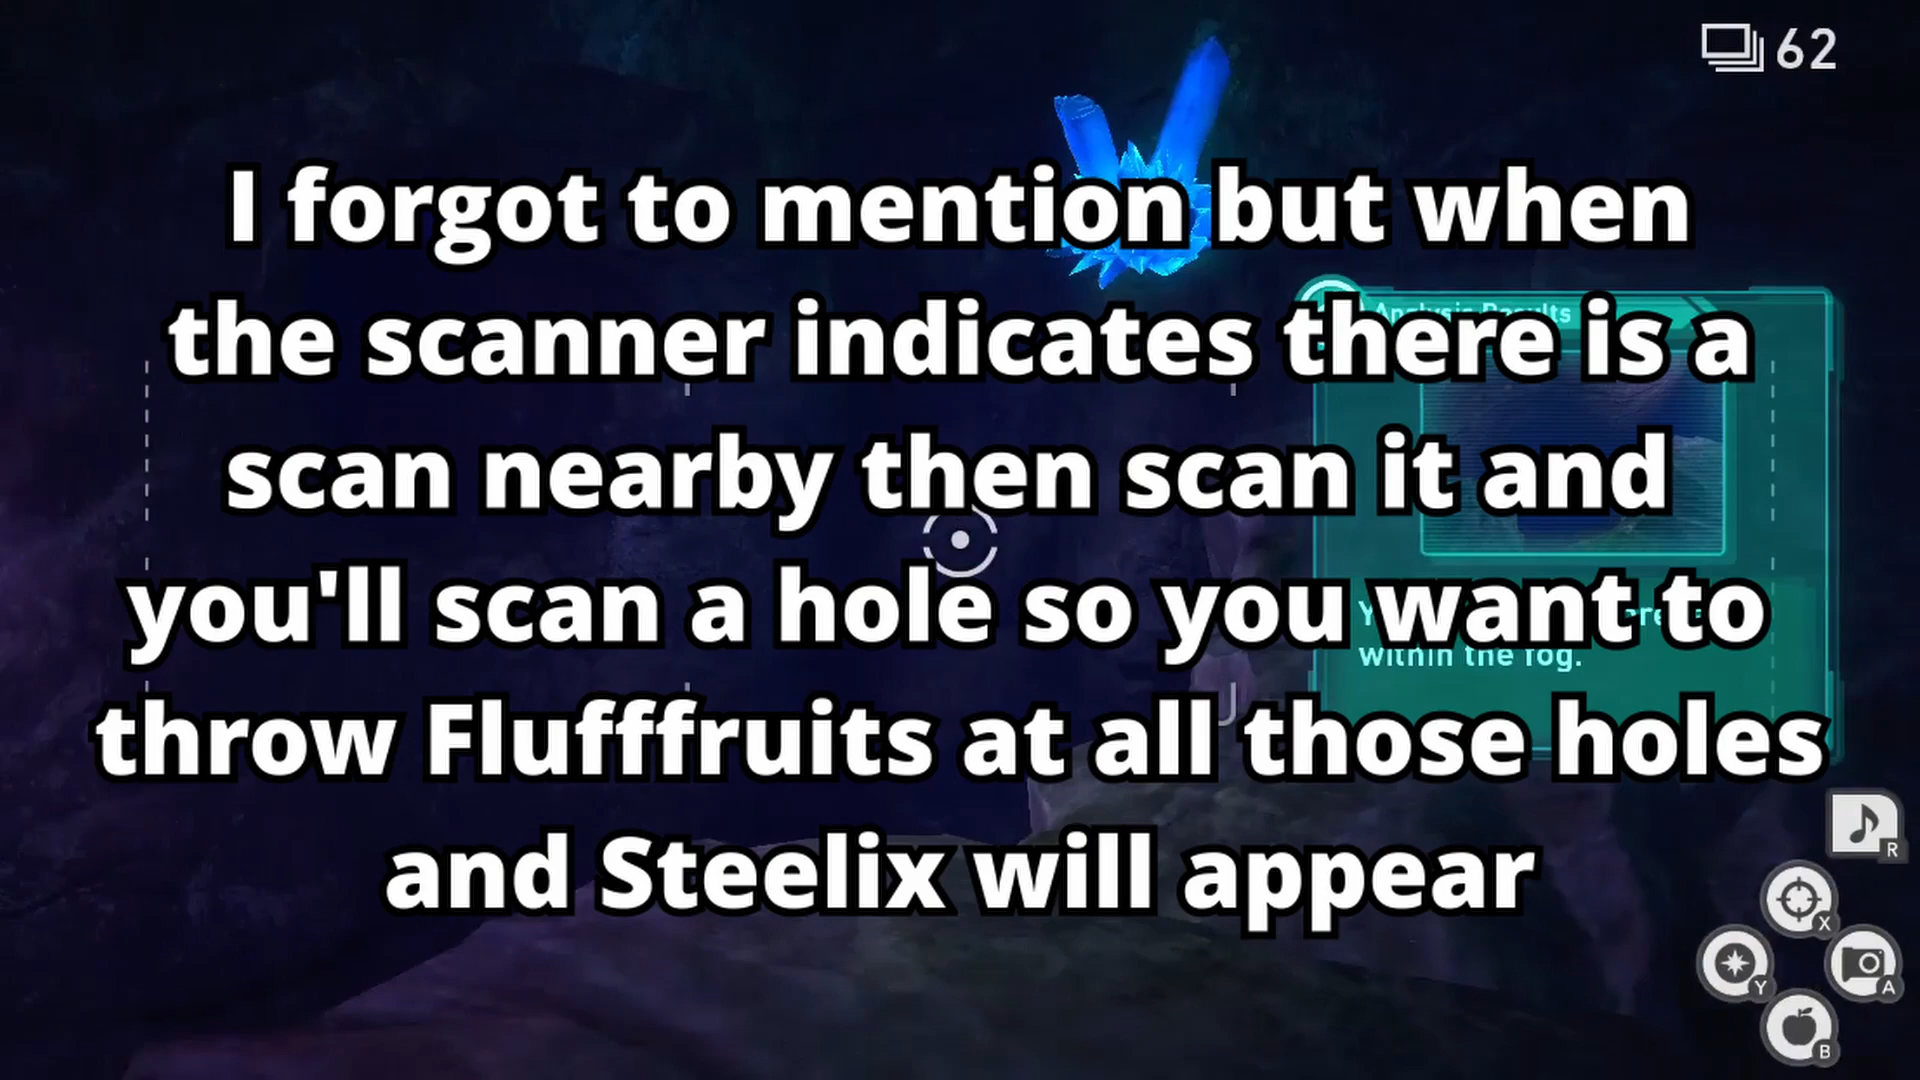 62
I forgot to mention but when
Analysis Results
the scanner indicates there is a
scan nearby then scan it and
you'll scan a hole so you want to
within the fog.
throw Flufffruits at all those holes
and Steelix will appear
R
X
Y
A
B